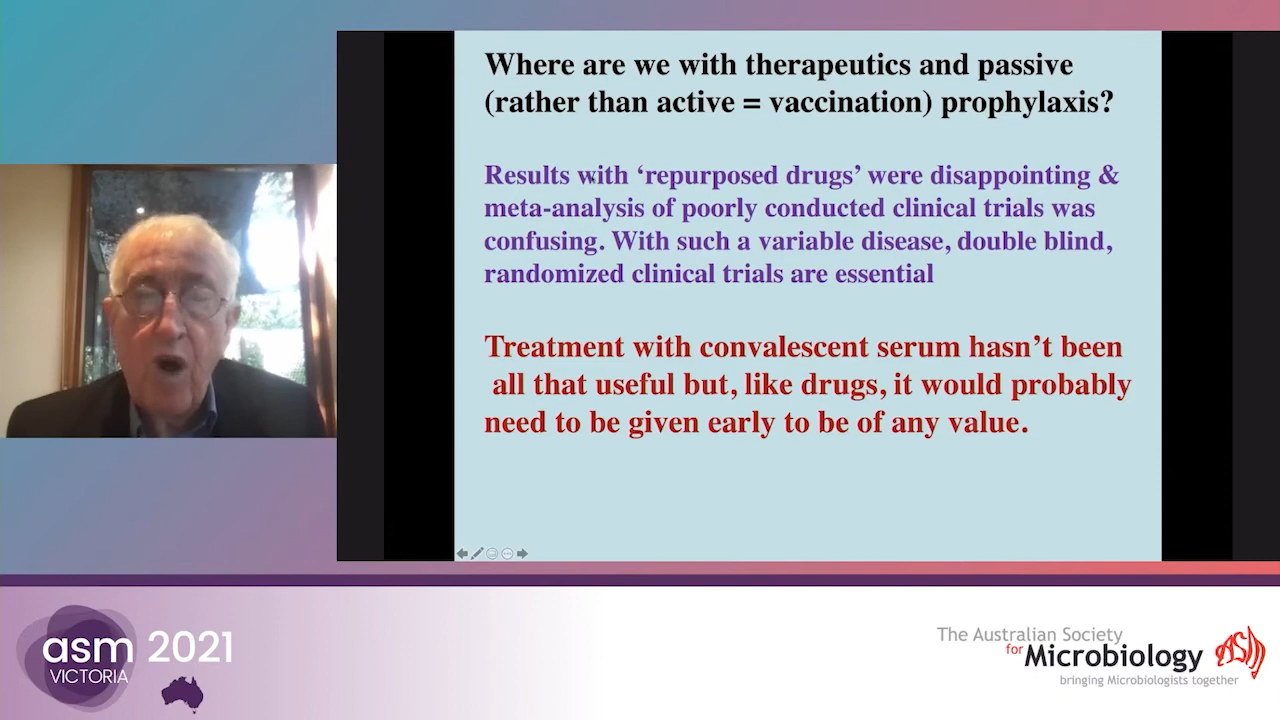 Where are we with therapeutics and passive
(rather than active = vaccination) prophylaxis?
Results with ‘repurposed drugs’ were disappointing &
meta-analysis of poorly conducted clinical trials was
confusing. With such a variable disease, double blind,
randomized clinical trials are essential
Treatment with convalescent serum hasn’t been
all that useful but, like drugs, it would probably
need to be given early to be of any value.
asm 2021
VICTORIA
The Australian Society
for Microbiology
bringing Microbiologists together
ASM